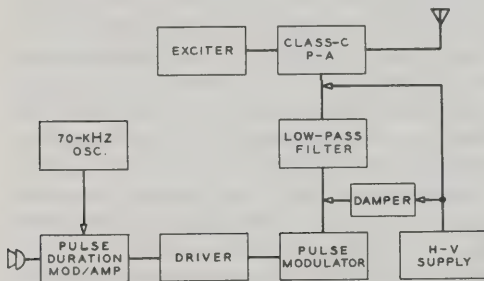 EXCITER
CLASS-C
P-A
70-KHz
OSC.
LOW-PASS
FILTER
DAMPER
PULSE
DURATION
MOD/AMP
DRIVER
PULSE
MODULATOR
H-V
SUPPLY